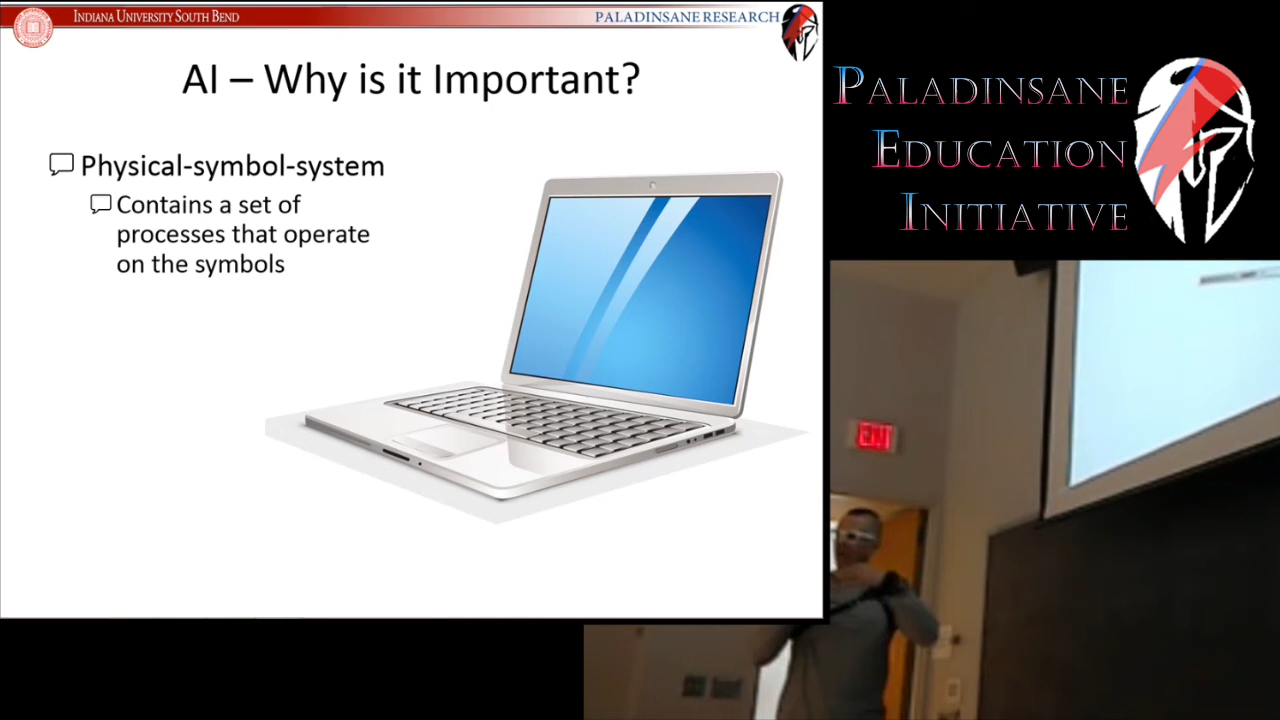 INDIANA UNIVERSITY SOUTH BEND
PALADINSANE RESEARCH
AI – Why is it Important?
Physical-symbol-system
Contains a set of
processes that operate
on the symbols
PALADINSANE
EDUCATION
INITIATIVE
EXIT